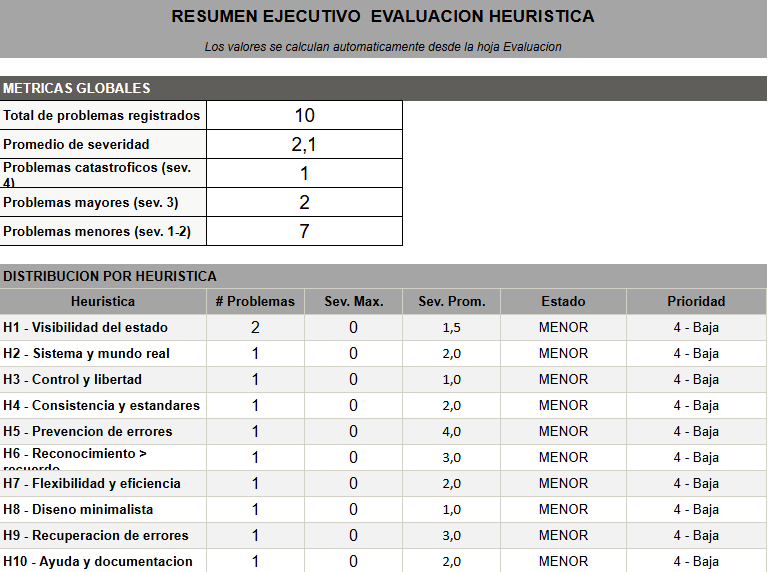 RESUMEN EJECUTIVO EVALUACION HEURISTICA
Los valores se calculan automaticamente desde la hoja Evaluacion
METRICAS GLOBALES
Total de problemas registrados 10
Promedio de severidad 2,1
Problemas catastroficos (sev. 4) 1
Problemas mayores (sev. 3) 2
Problemas menores (sev. 1-2) 7
DISTRIBUCION POR HEURISTICA
Heuristica # Problemas Sev. Max. Sev. Prom. Estado Prioridad
H1 - Visibilidad del estado 2 0 1,5 MENOR 4 - Baja
H2 - Sistema y mundo real 1 0 2,0 MENOR 4 - Baja
H3 - Control y libertad 1 0 1,0 MENOR 4 - Baja
H4 - Consistencia y estandares 1 0 2,0 MENOR 4 - Baja
H5 - Prevencion de errores 1 0 4,0 MENOR 4 - Baja
H6 - Reconocimiento > recuerdo 1 0 3,0 MENOR 4 - Baja
H7 - Flexibilidad y eficiencia 1 0 2,0 MENOR 4 - Baja
H8 - Diseno minimalista 1 0 1,0 MENOR 4 - Baja
H9 - Recuperacion de errores 1 0 3,0 MENOR 4 - Baja
H10 - Ayuda y documentacion 1 0 2,0 MENOR 4 - Baja